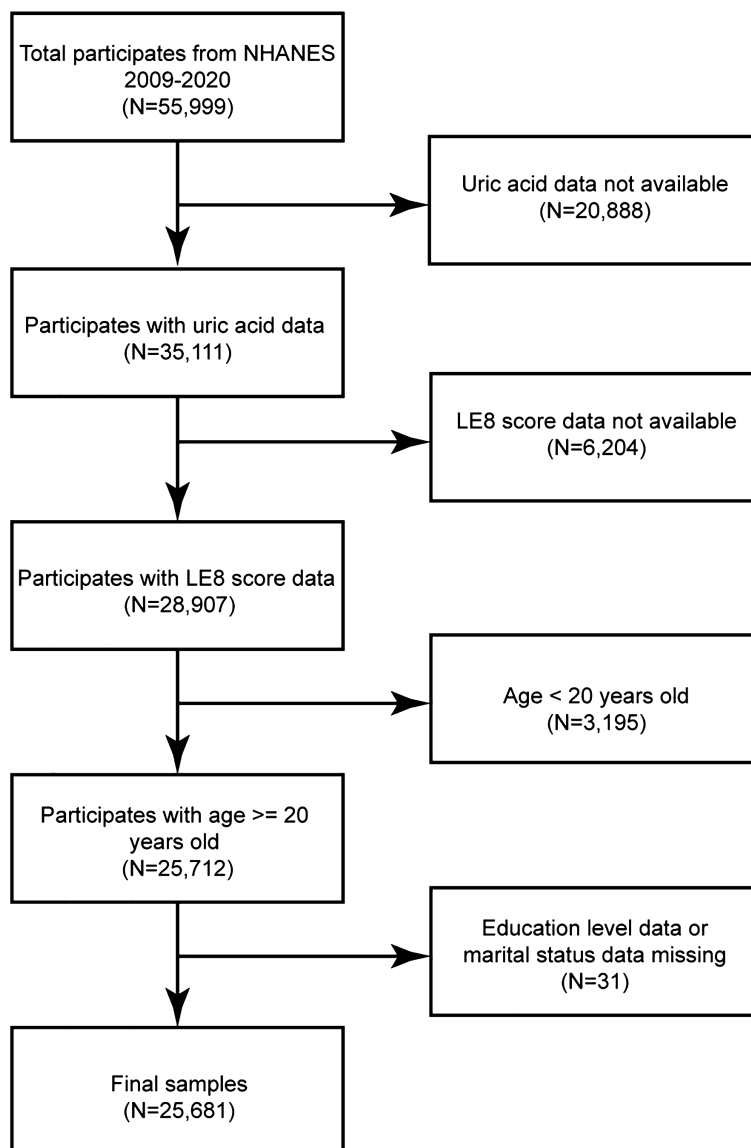 Total participates from NHANES
2009-2020
(N=55,999)
Uric acid data not available
(N=20,888)
Participates with uric acid data
(N=35,111)
LE8 score data not available
(N=6,204)
Participates with LE8 score data
(N=28,907)
Age < 20 years old
(N=3,195)
Participates with age >= 20
years old
(N=25,712)
Education level data or
marital status data missing
(N=31)
Final samples
(N=25,681)